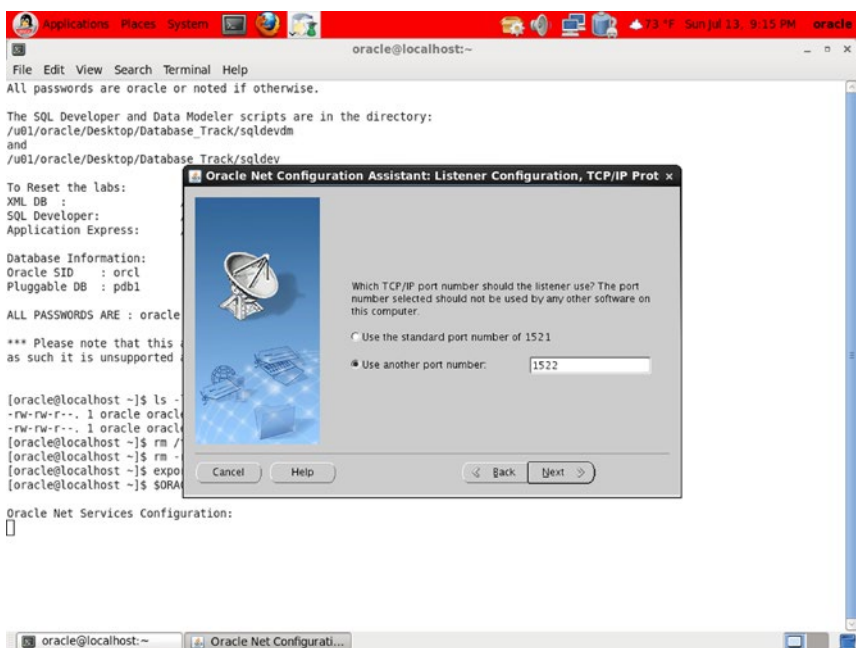 Applications Places System
73 °F Sun Jul 13, 9:15 PM oracle
oracle@localhost:~
File Edit View Search Terminal Help
All passwords are oracle or noted if otherwise.
The SQL Developer and Data Modeler scripts are in the directory:
/u01/oracle/Desktop/Database_Track/sqldevdm
and
/u01/oracle/Desktop/Database_Track/sqldev
To Reset the labs:
XML DB :
SQL Developer:
Application Express:
Database Information:
Oracle SID : orcl
Pluggable DB : pdb1
ALL PASSWORDS ARE : oracle
*** Please note that this
as such it is unsupported
[oracle@localhost ~]$ ls -
-rw-rw-r--. 1 oracle oracl
-rw-rw-r--. 1 oracle oracl
[oracle@localhost ~]$ rm /
[oracle@localhost ~]$ rm -
[oracle@localhost ~]$ expo
[oracle@localhost ~]$ $ORA
Oracle Net Services Configuration:
Oracle Net Configuration Assistant: Listener Configuration, TCP/IP Prot
Which TCP/IP port number should the listener use? The port
number selected should not be used by any other software on
this computer.
Use the standard port number of 1521
Use another port number: 1522
Cancel Help Back Next
oracle@localhost:~ Oracle Net Configurati...